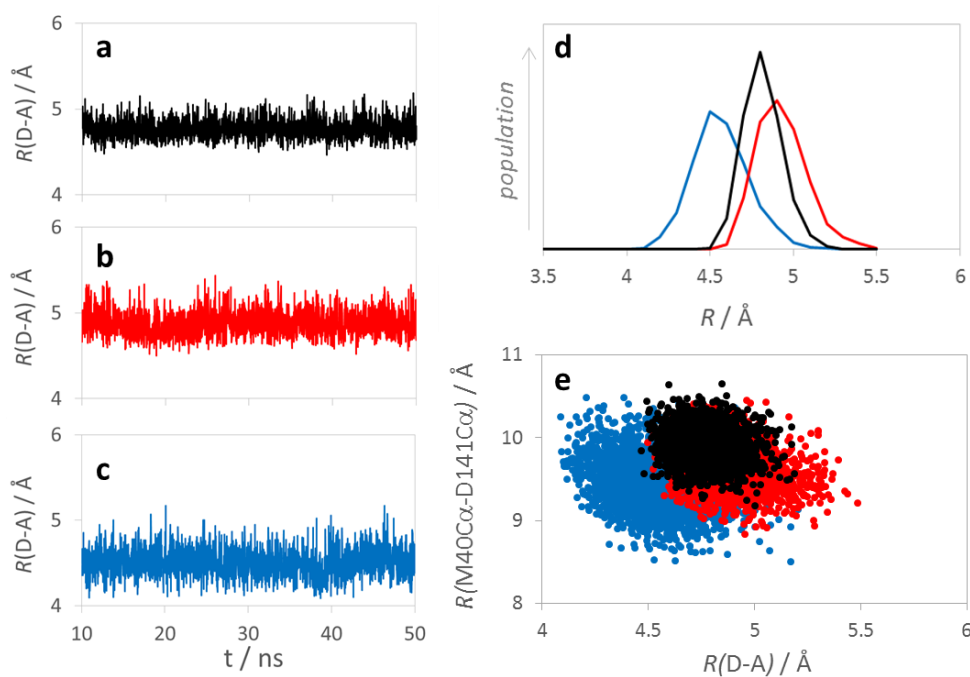 a
R(D-A) / Å
6
5
4
b
R(D-A) / Å
6
5
4
c
R(D-A) / Å
6
5
4
10 20 30 40 50
t / ns
d
population
3.5 4 4.5 5 5.5 6
R / Å
e
R(M40Cα-D141Cα) / Å
11
10
9
8
4 4.5 5 5.5 6
R(D-A) / Å